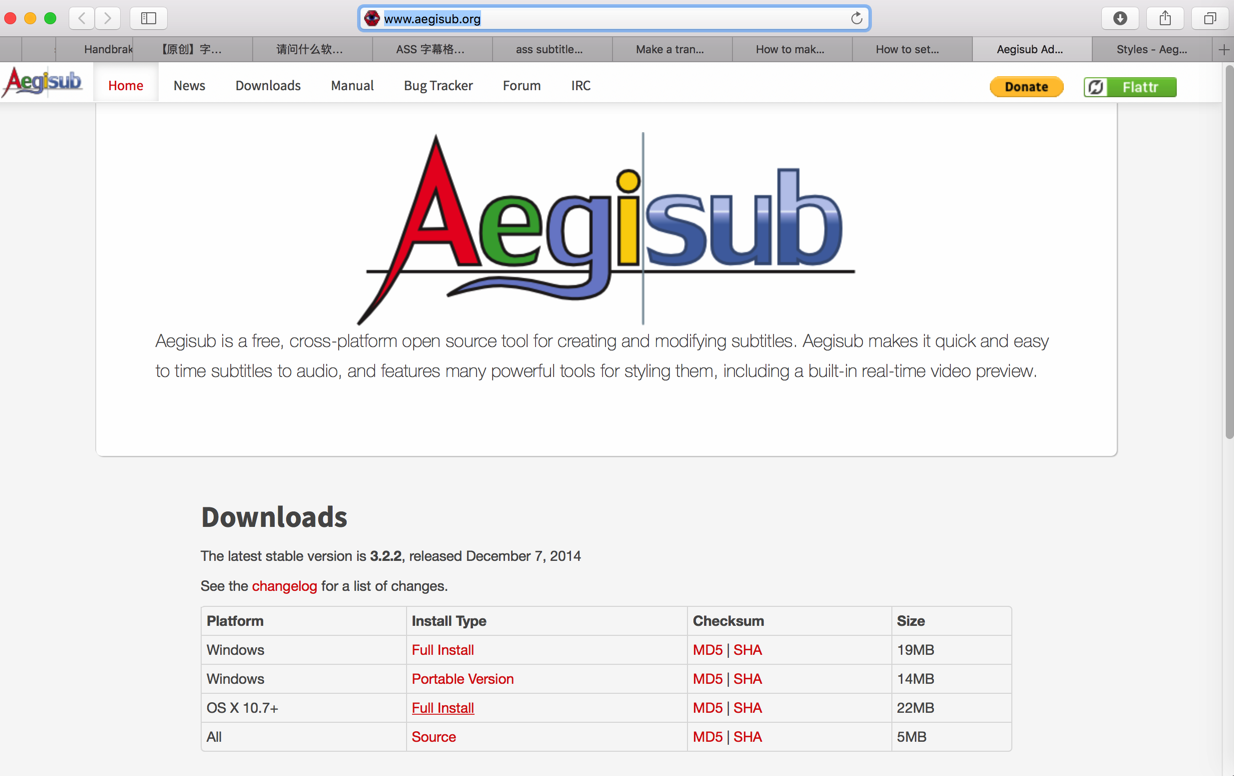 www.aegisub.org
Handbrak
【原创】字...
请问什么软...
ASS 字幕格...
ass subtitle...
Make a tran...
How to mak...
How to set...
Aegisub Ad...
Styles - Aeg...
Aegisub
Home
News
Downloads
Manual
Bug Tracker
Forum
IRC
Donate
Flattr
Aegisub
Aegisub is a free, cross-platform open source tool for creating and modifying subtitles. Aegisub makes it quick and easy
to time subtitles to audio, and features many powerful tools for styling them, including a built-in real-time video preview.
Downloads
The latest stable version is 3.2.2, released December 7, 2014
See the changelog for a list of changes.
Platform Install Type Checksum Size
Windows Full Install MD5 | SHA 19MB
Windows Portable Version MD5 | SHA 14MB
OS X 10.7+ Full Install MD5 | SHA 22MB
All Source MD5 | SHA 5MB